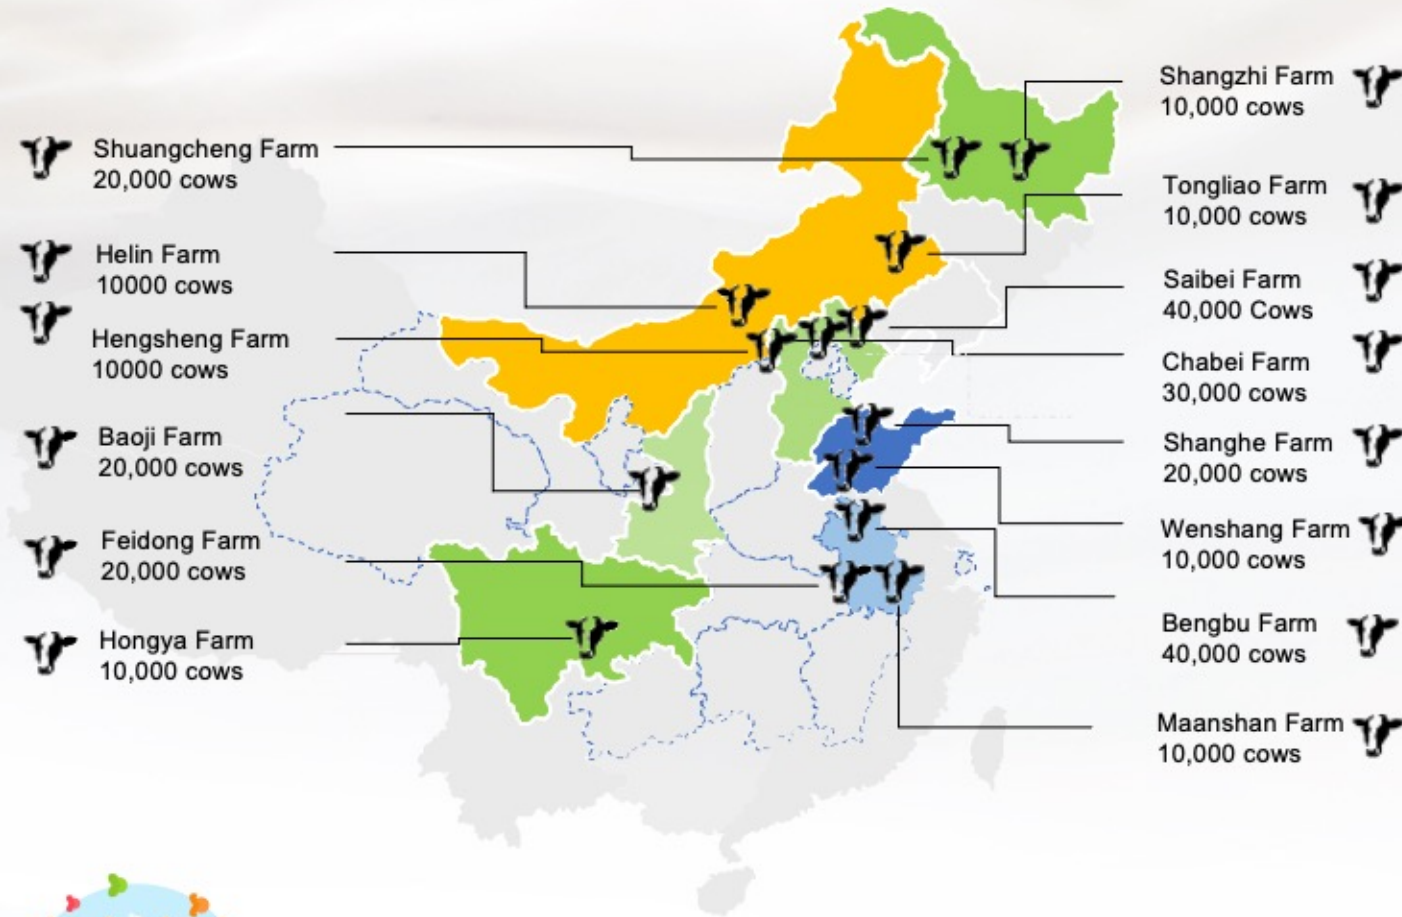 Shuangcheng Farm
20,000 cows
Helin Farm
10000 cows
Hengsheng Farm
10000 cows
Baoji Farm
20,000 cows
Feidong Farm
20,000 cows
Hongya Farm
10,000 cows
Shangzhi Farm
10,000 cows
Tongliao Farm
10,000 cows
Saibei Farm
40,000 Cows
Chabei Farm
30,000 cows
Shanghe Farm
20,000 cows
Wenshang Farm
10,000 cows
Bengbu Farm
40,000 cows
Maanshan Farm
10,000 cows